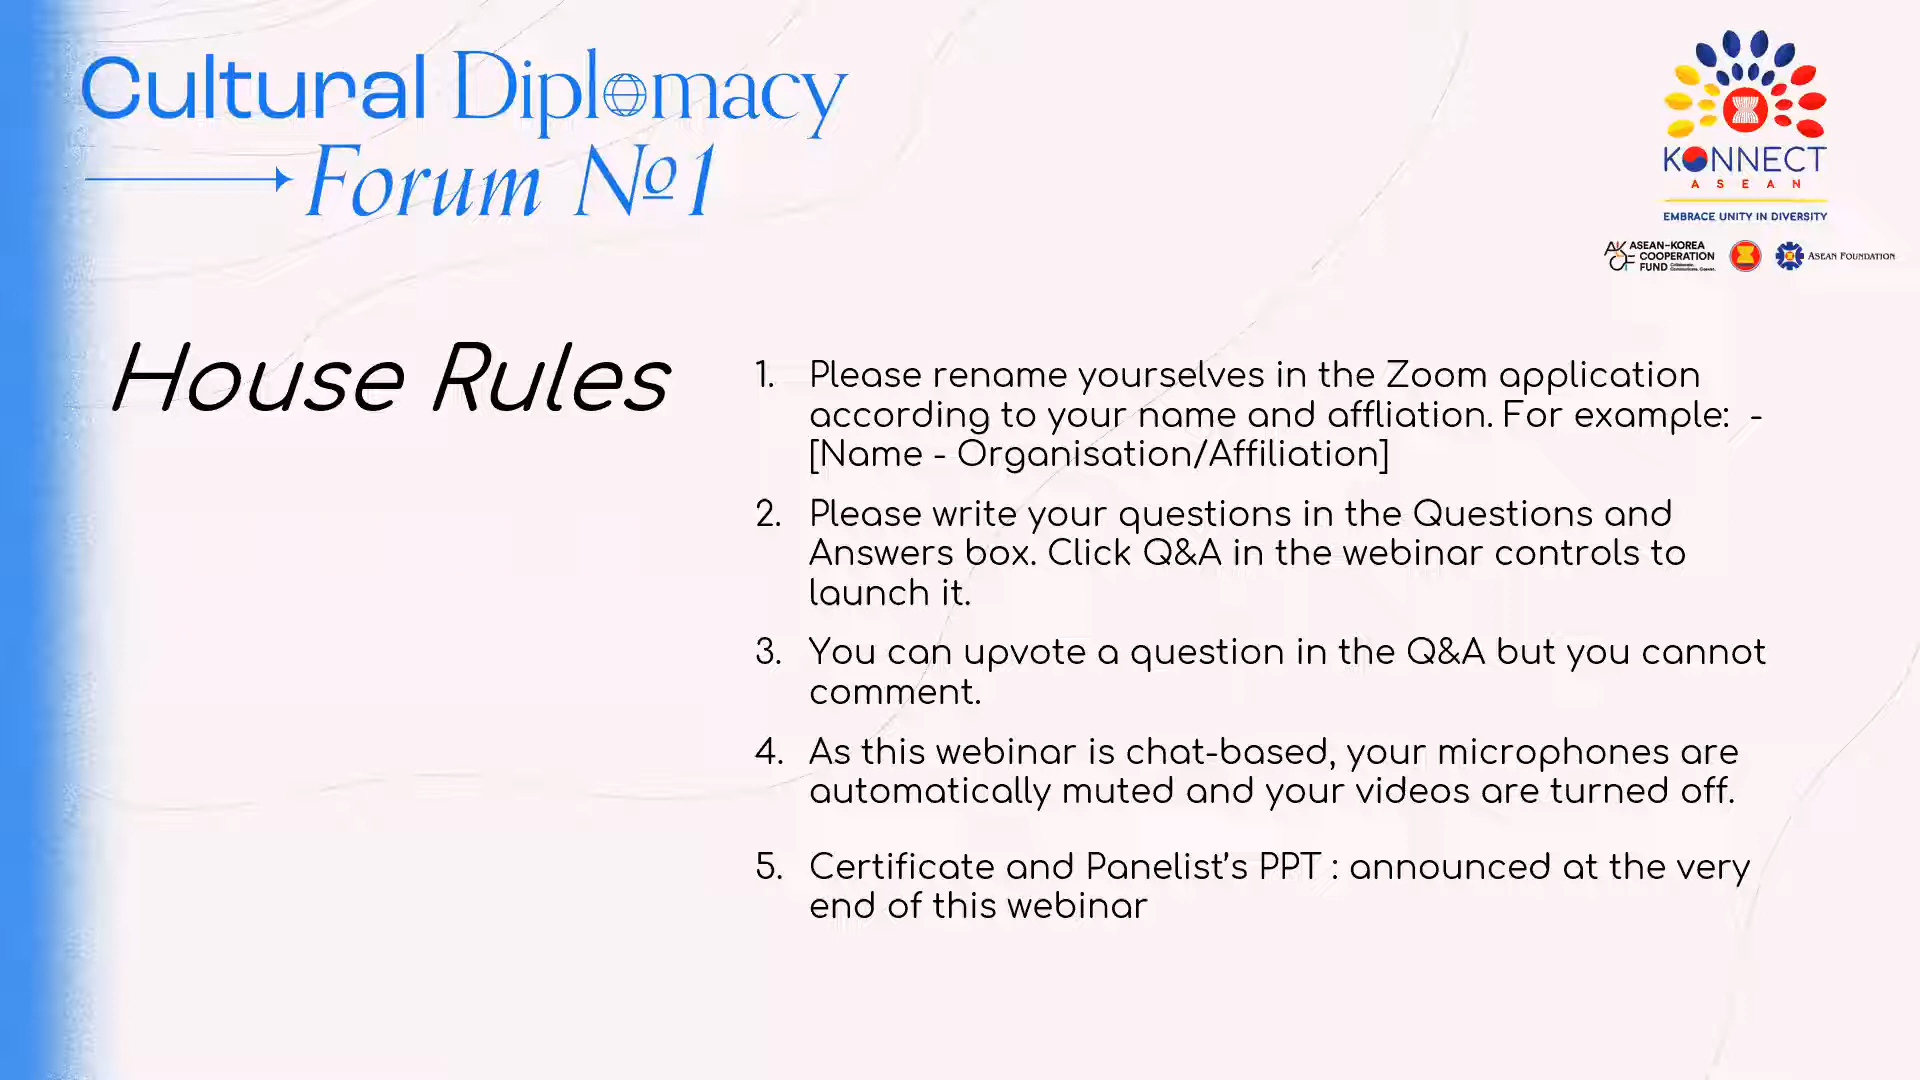 Cultural Diplomacy
Forum №1
KONNECT
ASEAN
EMBRACE UNITY IN DIVERSITY
ASEAN-KOREA
COOPERATION
FUND Collaborate. Communicate. Connect.
ASEAN FOUNDATION
House Rules
1. Please rename yourselves in the Zoom application
according to your name and affliation. For example: -
[Name - Organisation/Affiliation]
2. Please write your questions in the Questions and
Answers box. Click Q&A in the webinar controls to
launch it.
3. You can upvote a question in the Q&A but you cannot
comment.
4. As this webinar is chat-based, your microphones are
automatically muted and your videos are turned off.
5. Certificate and Panelist’s PPT : announced at the very
end of this webinar